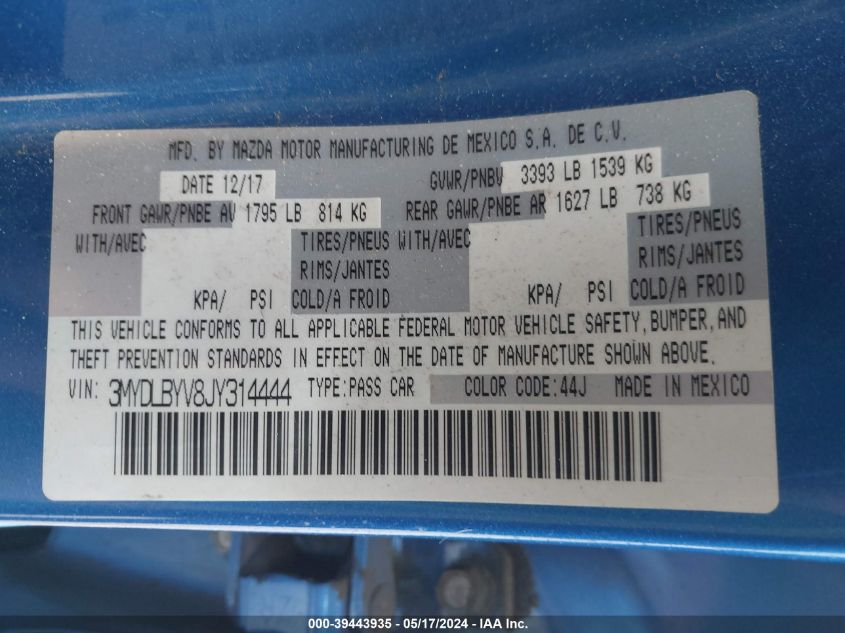 MFD. BY MAZDA MOTOR MANUFACTURING DE MEXICO S.A. DE C.V.
DATE 12/17 GVWR/PNBV 3393 LB 1539 KG
FRONT GAWR/PNBE AV 1795 LB 814 KG REAR GAWR/PNBE AR 1627 LB 738 KG
WITH/AVEC TIRES/PNEUS WITH/AVEC TIRES/PNEUS
RIMS/JANTES RIMS/JANTES
KPA/ PSI COLD/A FROID KPA/ PSI COLD/A FROID
THIS VEHICLE CONFORMS TO ALL APPLICABLE FEDERAL MOTOR VEHICLE SAFETY, BUMPER, AND
THEFT PREVENTION STANDARDS IN EFFECT ON THE DATE OF MANUFACTURE SHOWN ABOVE.
VIN: 3MYDLBYV8JY314444 TYPE:PASS CAR COLOR CODE:44J MADE IN MEXICO
000-39443935 - 05/17/2024 - IAA Inc.